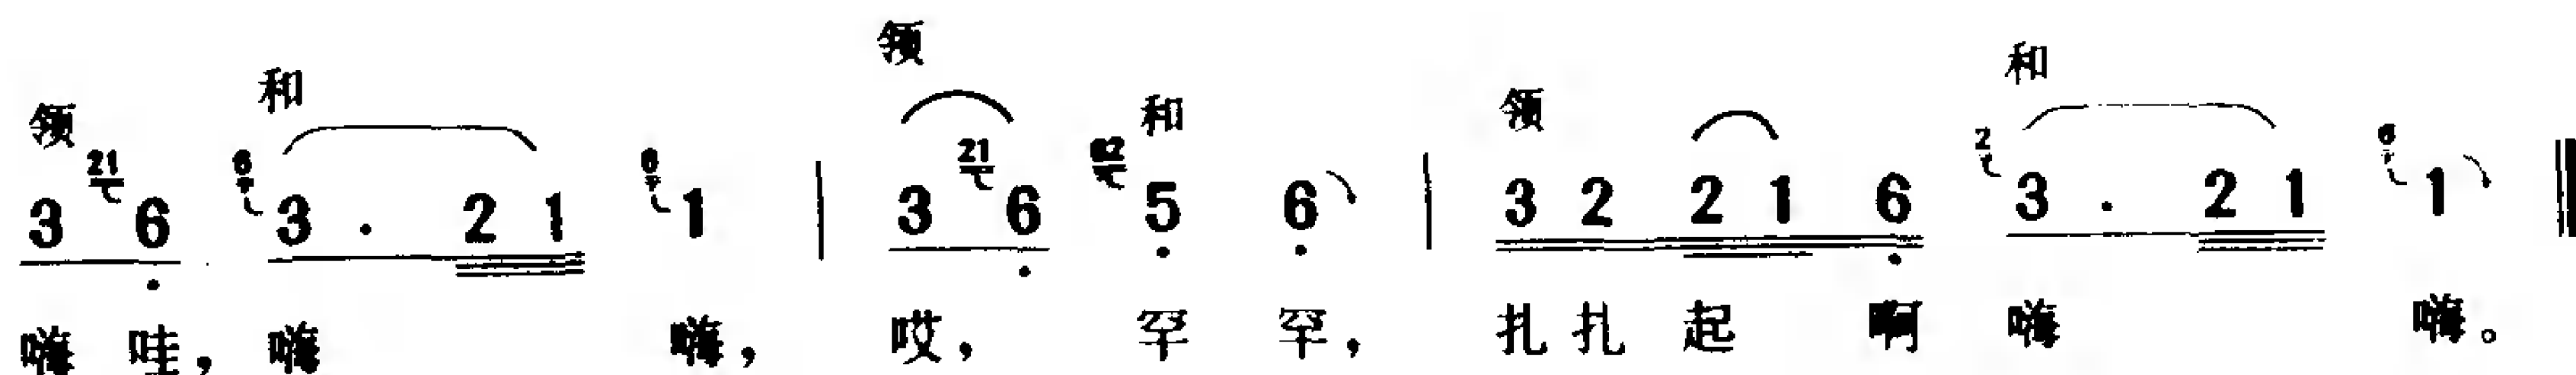 领 和 领 和 领 和
3 6 3 . 2 1 1 | 3 6 5 6 | 3 2 2 1 6 3 . 2 1 1
嗨 哇，嗨 嗨，哎，罕 罕，扎扎起 啊 嗨 嗨。